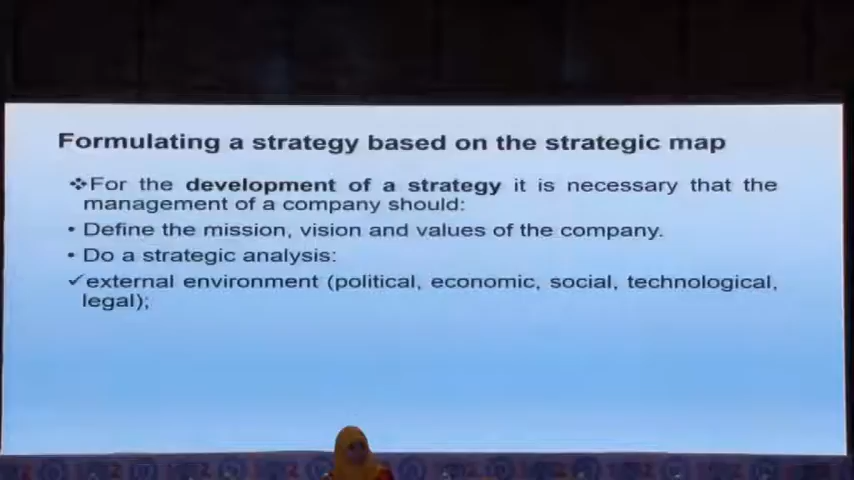 Formulating a strategy based on the strategic map
❖For the development of a strategy it is necessary that the
management of a company should:
• Define the mission, vision and values of the company.
• Do a strategic analysis:
✓external environment (political, economic, social, technological,
legal);